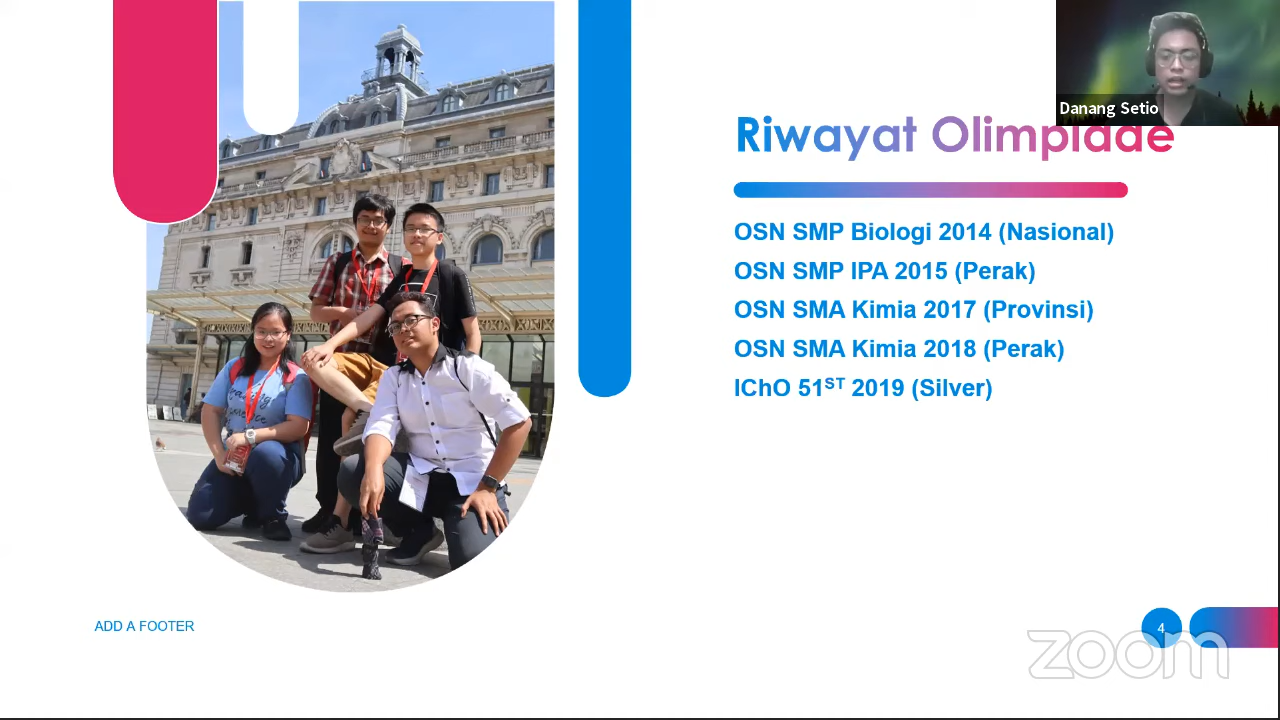 Danang Setio
Riwayat Olimpiade
OSN SMP Biologi 2014 (Nasional)
OSN SMP IPA 2015 (Perak)
OSN SMA Kimia 2017 (Provinsi)
OSN SMA Kimia 2018 (Perak)
IChO 51ST 2019 (Silver)
ADD A FOOTER
4
zoom